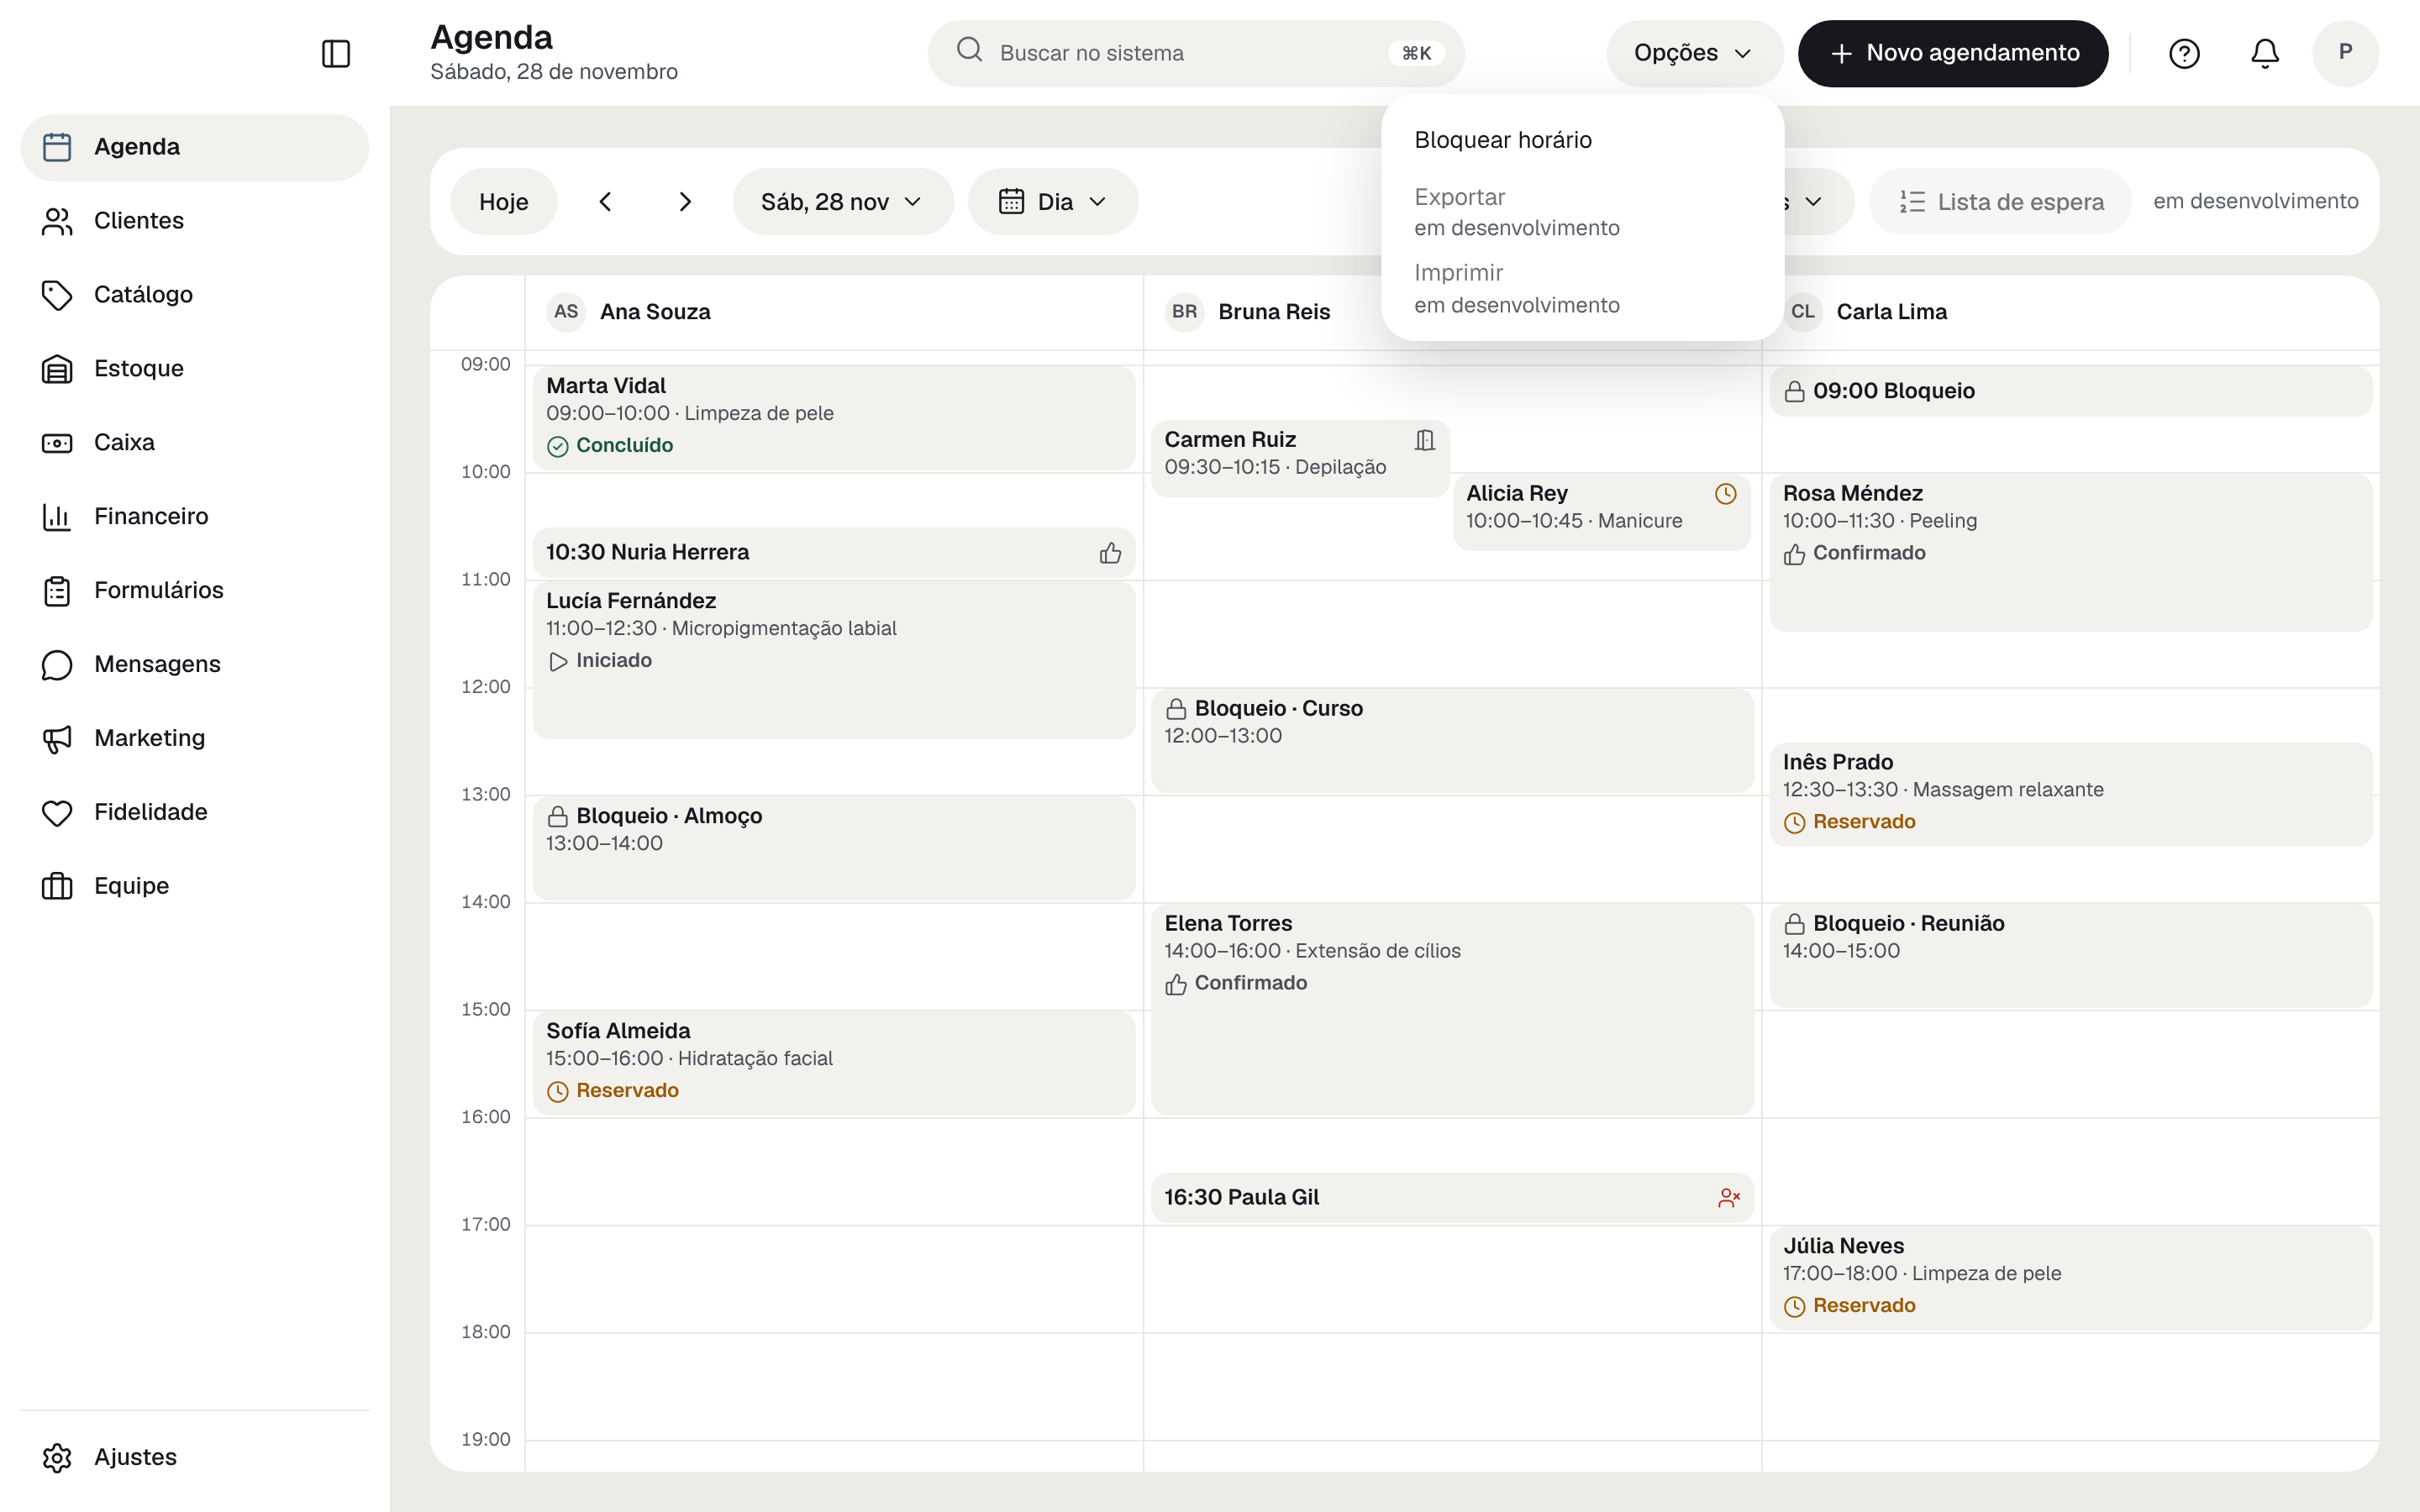 Agenda
Sábado, 28 de novembro
Buscar no sistema
⌘K
Opções
Novo agendamento
P
Agenda
Clientes
Catálogo
Estoque
Caixa
Financeiro
Formulários
Mensagens
Marketing
Fidelidade
Equipe
Ajustes
Bloquear horário
Exportar
em desenvolvimento
Imprimir
em desenvolvimento
Hoje
Sáb, 28 nov
Dia
Lista de espera
em desenvolvimento
AS Ana Souza
BR Bruna Reis
CL Carla Lima
09:00
10:00
11:00
12:00
13:00
14:00
15:00
16:00
17:00
18:00
19:00
Marta Vidal
09:00–10:00 · Limpeza de pele
Concluído
10:30 Nuria Herrera
Lucía Fernández
11:00–12:30 · Micropigmentação labial
Iniciado
Bloqueio · Almoço
13:00–14:00
Sofía Almeida
15:00–16:00 · Hidratação facial
Reservado
Carmen Ruiz
09:30–10:15 · Depilação
Alicia Rey
10:00–10:45 · Manicure
Bloqueio · Curso
12:00–13:00
Elena Torres
14:00–16:00 · Extensão de cílios
Confirmado
16:30 Paula Gil
09:00 Bloqueio
Rosa Méndez
10:00–11:30 · Peeling
Confirmado
Inês Prado
12:30–13:30 · Massagem relaxante
Reservado
Bloqueio · Reunião
14:00–15:00
Júlia Neves
17:00–18:00 · Limpeza de pele
Reservado